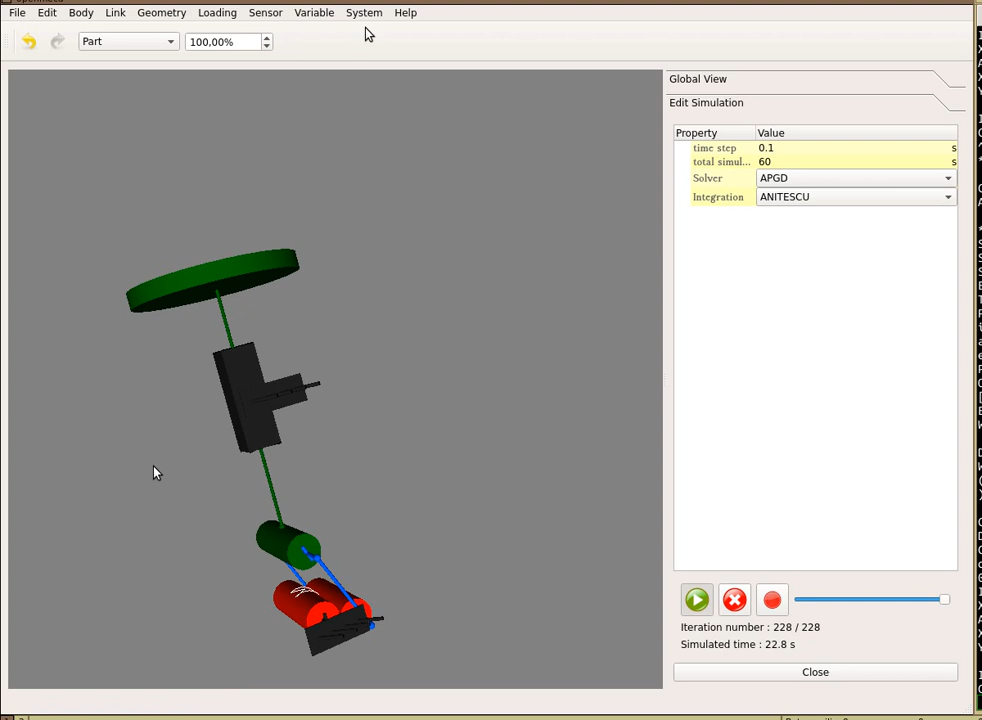 File Edit Body Link Geometry Loading Sensor Variable System Help
Part 100,00%
Global View
Edit Simulation
Property Value
time step 0.1 s
total simul... 60 s
Solver APGD
Integration ANITESCU
Iteration number : 228 / 228
Simulated time : 22.8 s
Close